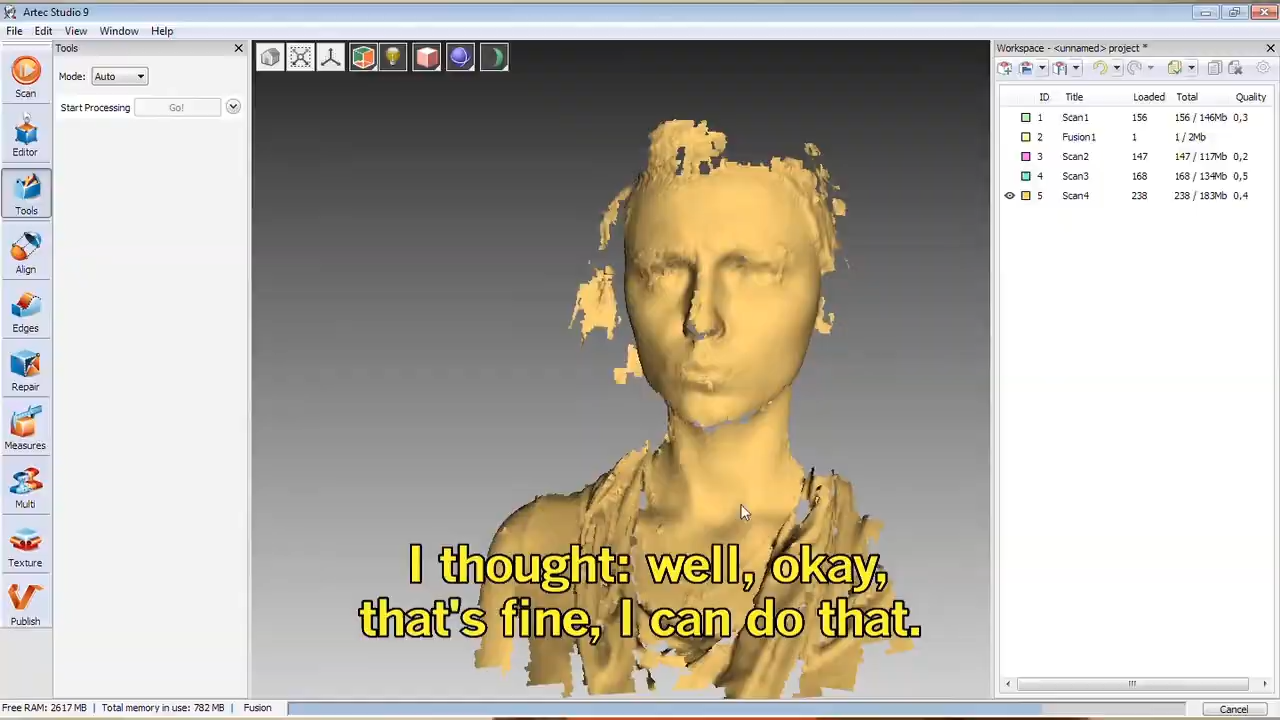 Artec Studio 9
File Edit View Window Help
Tools
Workspace - <unnamed> project *
Mode: Auto
Start Processing Go!
Scan
Editor
Tools
Align
Edges
Repair
Measures
Multi
Texture
Publish
ID Title Loaded Total Quality
1 Scan1 156 156 / 146Mb 0,3
2 Fusion1 1 1 / 2Mb
3 Scan2 147 147 / 117Mb 0,2
4 Scan3 168 168 / 134Mb 0,5
5 Scan4 238 238 / 183Mb 0,4
I thought: well, okay,
that's fine, I can do that.
Free RAM: 2617 MB | Total memory in use: 782 MB | Fusion
Cancel